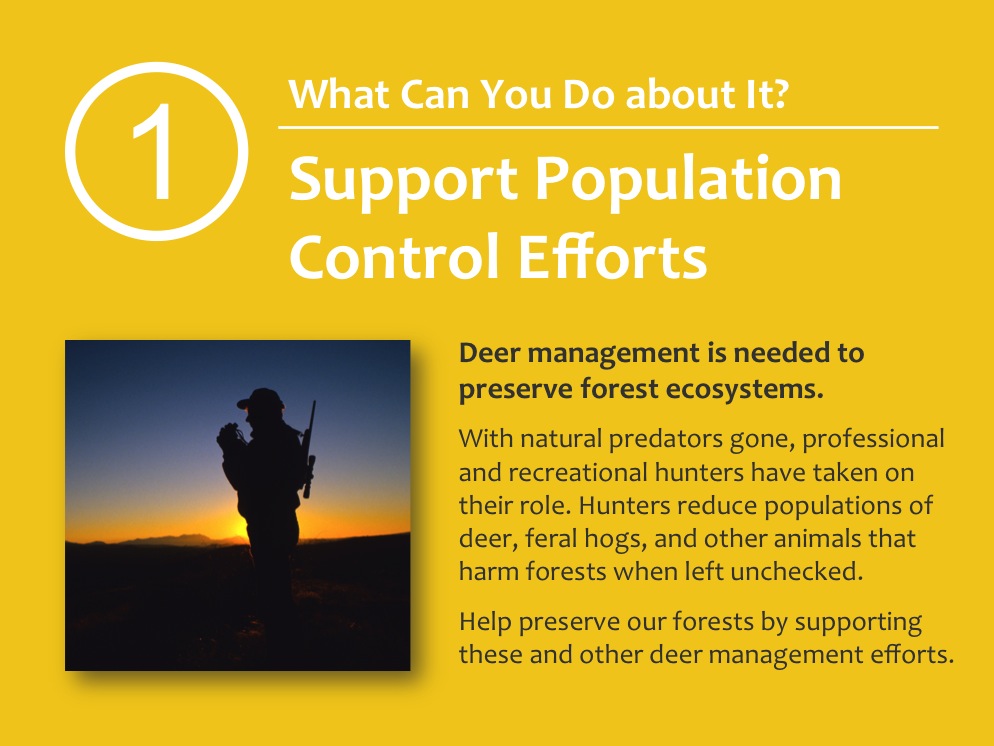 1
What Can You Do about It?
Support Population
Control Efforts
Deer management is needed to
preserve forest ecosystems.
With natural predators gone, professional
and recreational hunters have taken on
their role. Hunters reduce populations of
deer, feral hogs, and other animals that
harm forests when left unchecked.
Help preserve our forests by supporting
these and other deer management efforts.